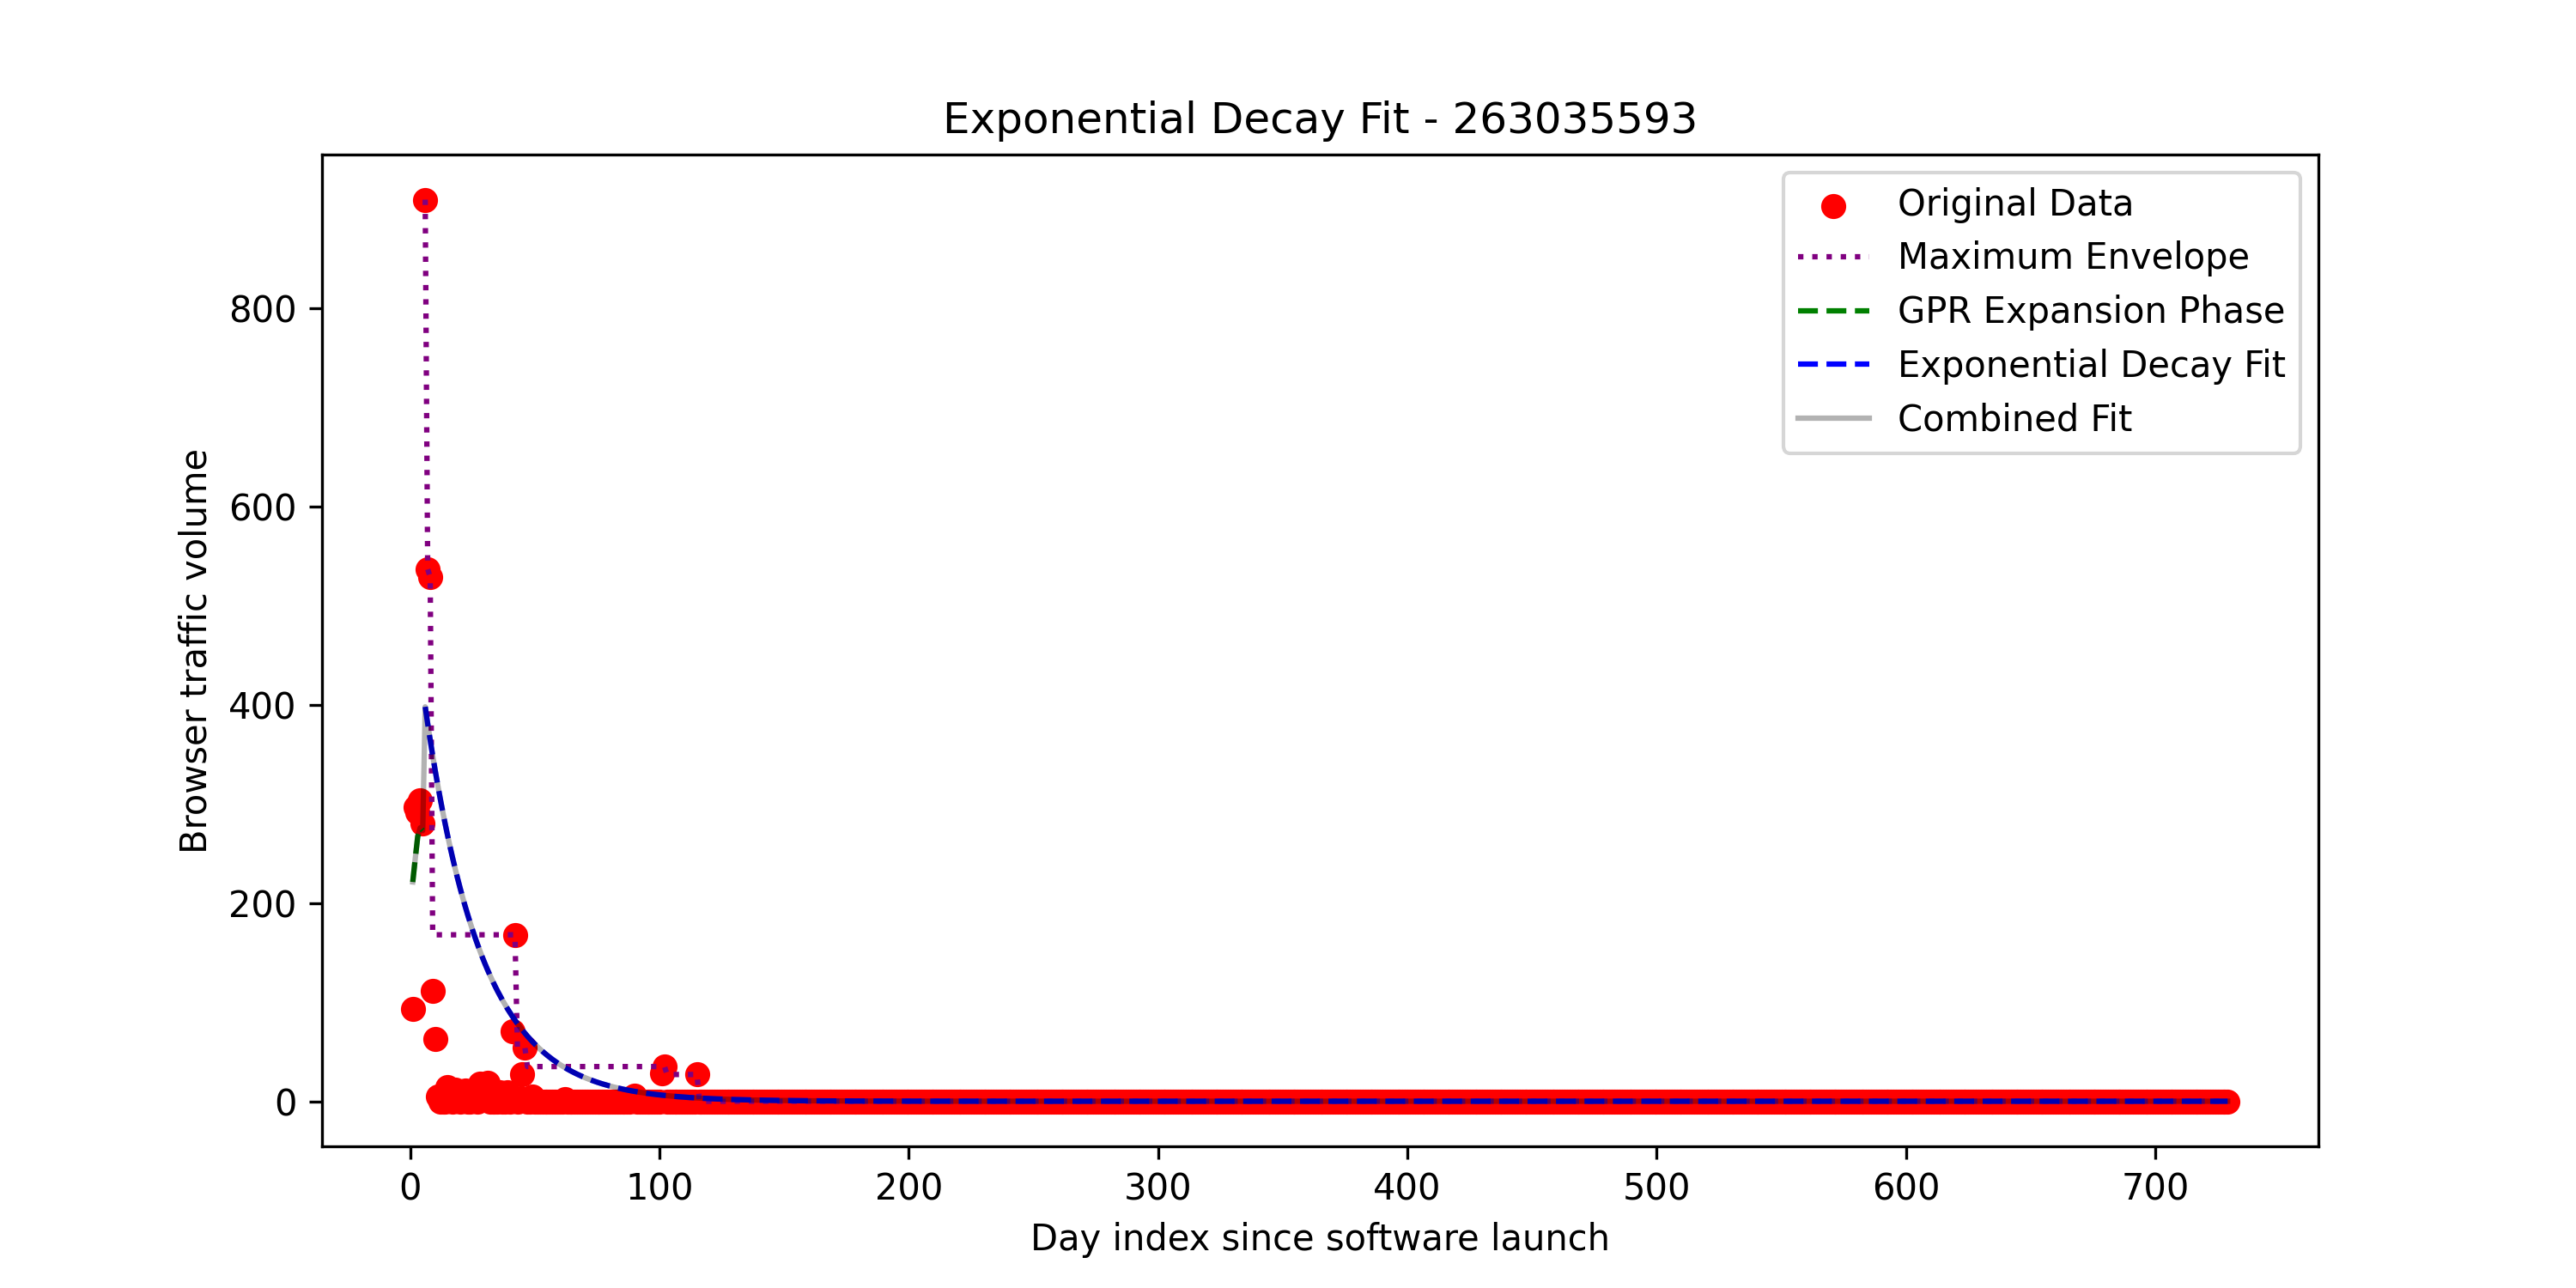 Exponential Decay Fit - 263035593
Original Data
Maximum Envelope
GPR Expansion Phase
Exponential Decay Fit
Combined Fit
Browser traffic volume
800
600
400
200
0
0 100 200 300 400 500 600 700
Day index since software launch